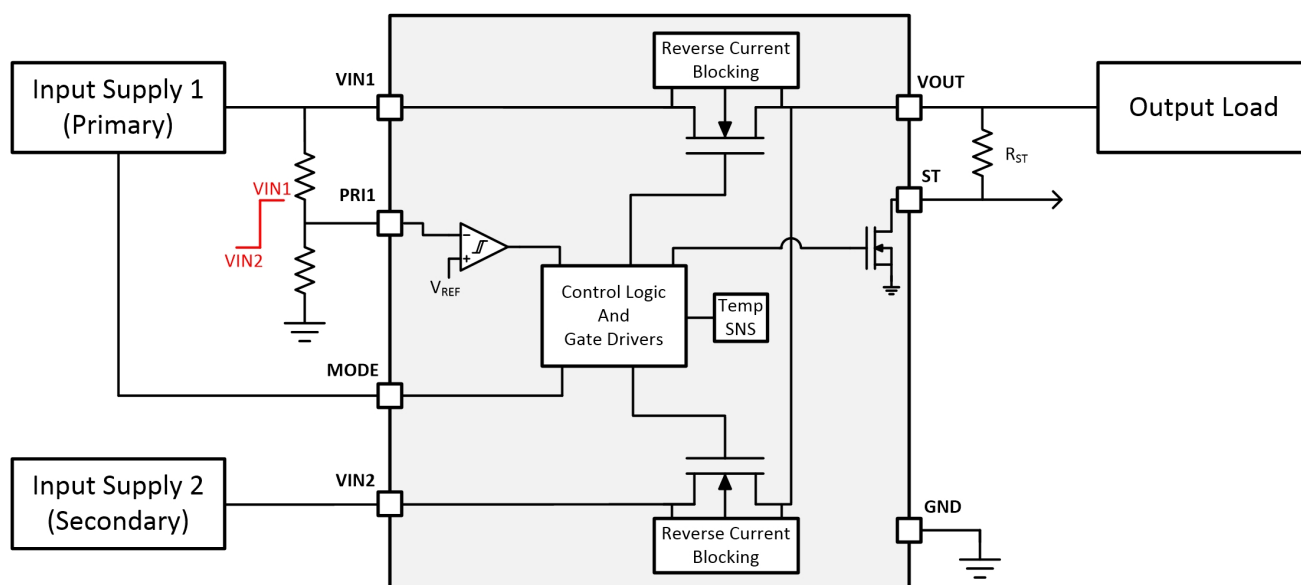 Input Supply 1
(Primary)
VIN1
Reverse Current
Blocking
VOUT
Output Load
RST
ST
VIN1
VIN2
PRI1
-
+
VREF
Control Logic
And
Gate Drivers
Temp
SNS
MODE
Input Supply 2
(Secondary)
VIN2
Reverse Current
Blocking
GND